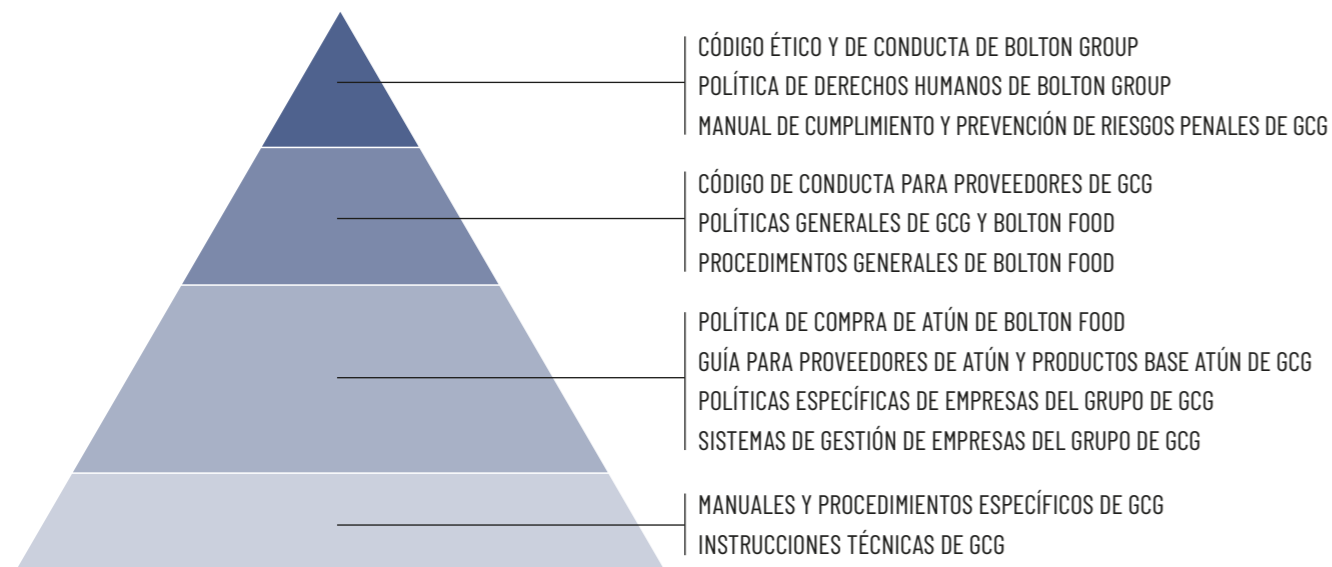 CÓDIGO ÉTICO Y DE CONDUCTA DE BOLTON GROUP
POLÍTICA DE DERECHOS HUMANOS DE BOLTON GROUP
MANUAL DE CUMPLIMIENTO Y PREVENCIÓN DE RIESGOS PENALES DE GCG
CÓDIGO DE CONDUCTA PARA PROVEEDORES DE GCG
POLÍTICAS GENERALES DE GCG Y BOLTON FOOD
PROCEDIMENTOS GENERALES DE BOLTON FOOD
POLÍTICA DE COMPRA DE ATÚN DE BOLTON FOOD
GUÍA PARA PROVEEDORES DE ATÚN Y PRODUCTOS BASE ATÚN DE GCG
POLÍTICAS ESPECÍFICAS DE EMPRESAS DEL GRUPO DE GCG
SISTEMAS DE GESTIÓN DE EMPRESAS DEL GRUPO DE GCG
MANUALES Y PROCEDIMIENTOS ESPECÍFICOS DE GCG
INSTRUCCIONES TÉCNICAS DE GCG